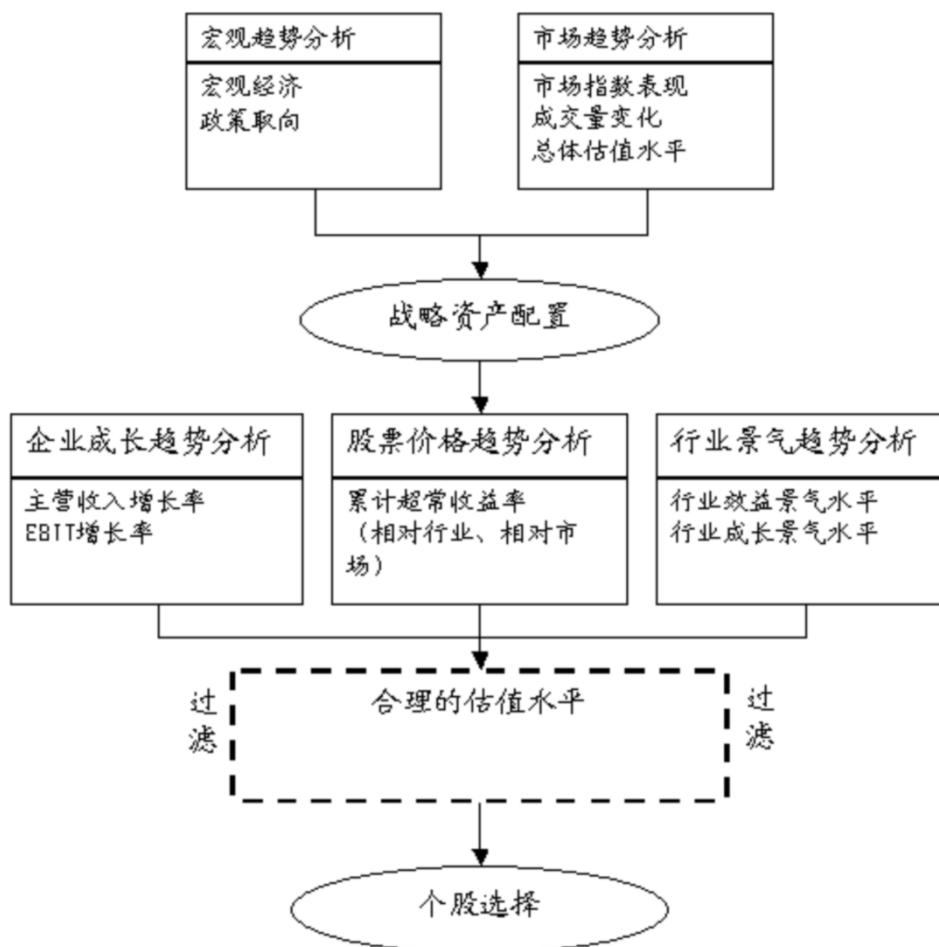 宏观趋势分析
宏观经济
政策取向
市场趋势分析
市场指数表现
成交量变化
总体估值水平
战略资产配置
企业成长趋势分析
主营收入增长率
EBIT增长率
股票价格趋势分析
累计超常收益率
（相对行业、相对市
场）
行业景气趋势分析
行业效益景气水平
行业成长景气水平
过滤
合理的估值水平
过滤
个股选择